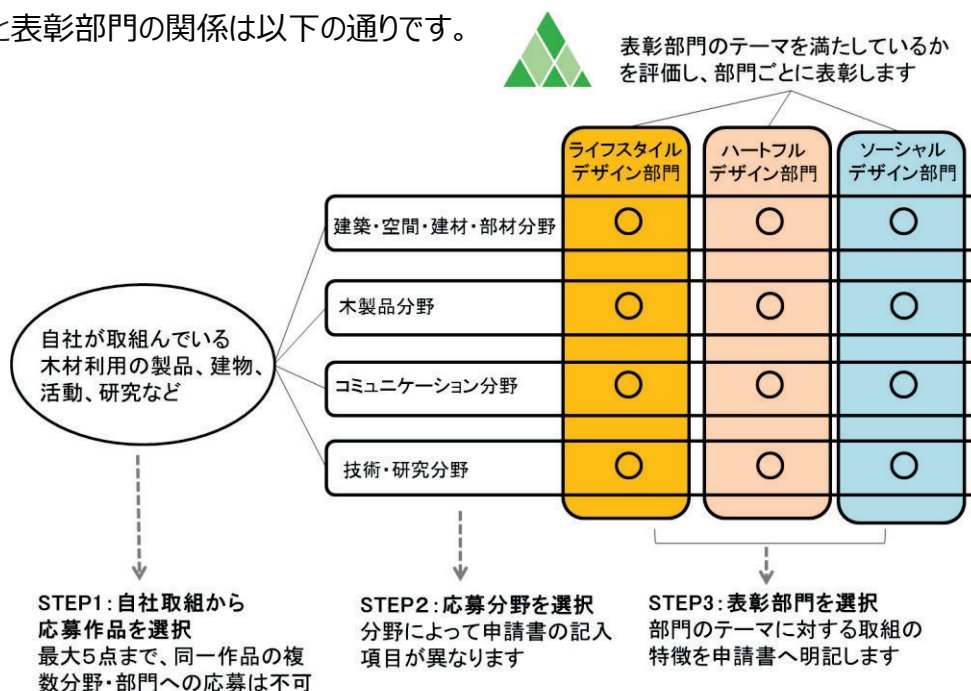 と表彰部門の関係は以下の通りです。
表彰部門のテーマを満たしているか
を評価し、部門ごとに表彰します
ライフスタイル
デザイン部門
ハートフル
デザイン部門
ソーシャル
デザイン部門
建築・空間・建材・部材分野
〇
〇
〇
木製品分野
〇
〇
〇
自社が取組んでいる
木材利用の製品、建物、
活動、研究など
コミュニケーション分野
〇
〇
〇
技術・研究分野
〇
〇
〇
STEP1：自社取組から
応募作品を選択
最大5点まで、同一作品の複
数分野・部門への応募は不可
STEP2：応募分野を選択
分野によって申請書の記入
項目が異なります
STEP3：表彰部門を選択
部門のテーマに対する取組の
特徴を申請書へ明記します